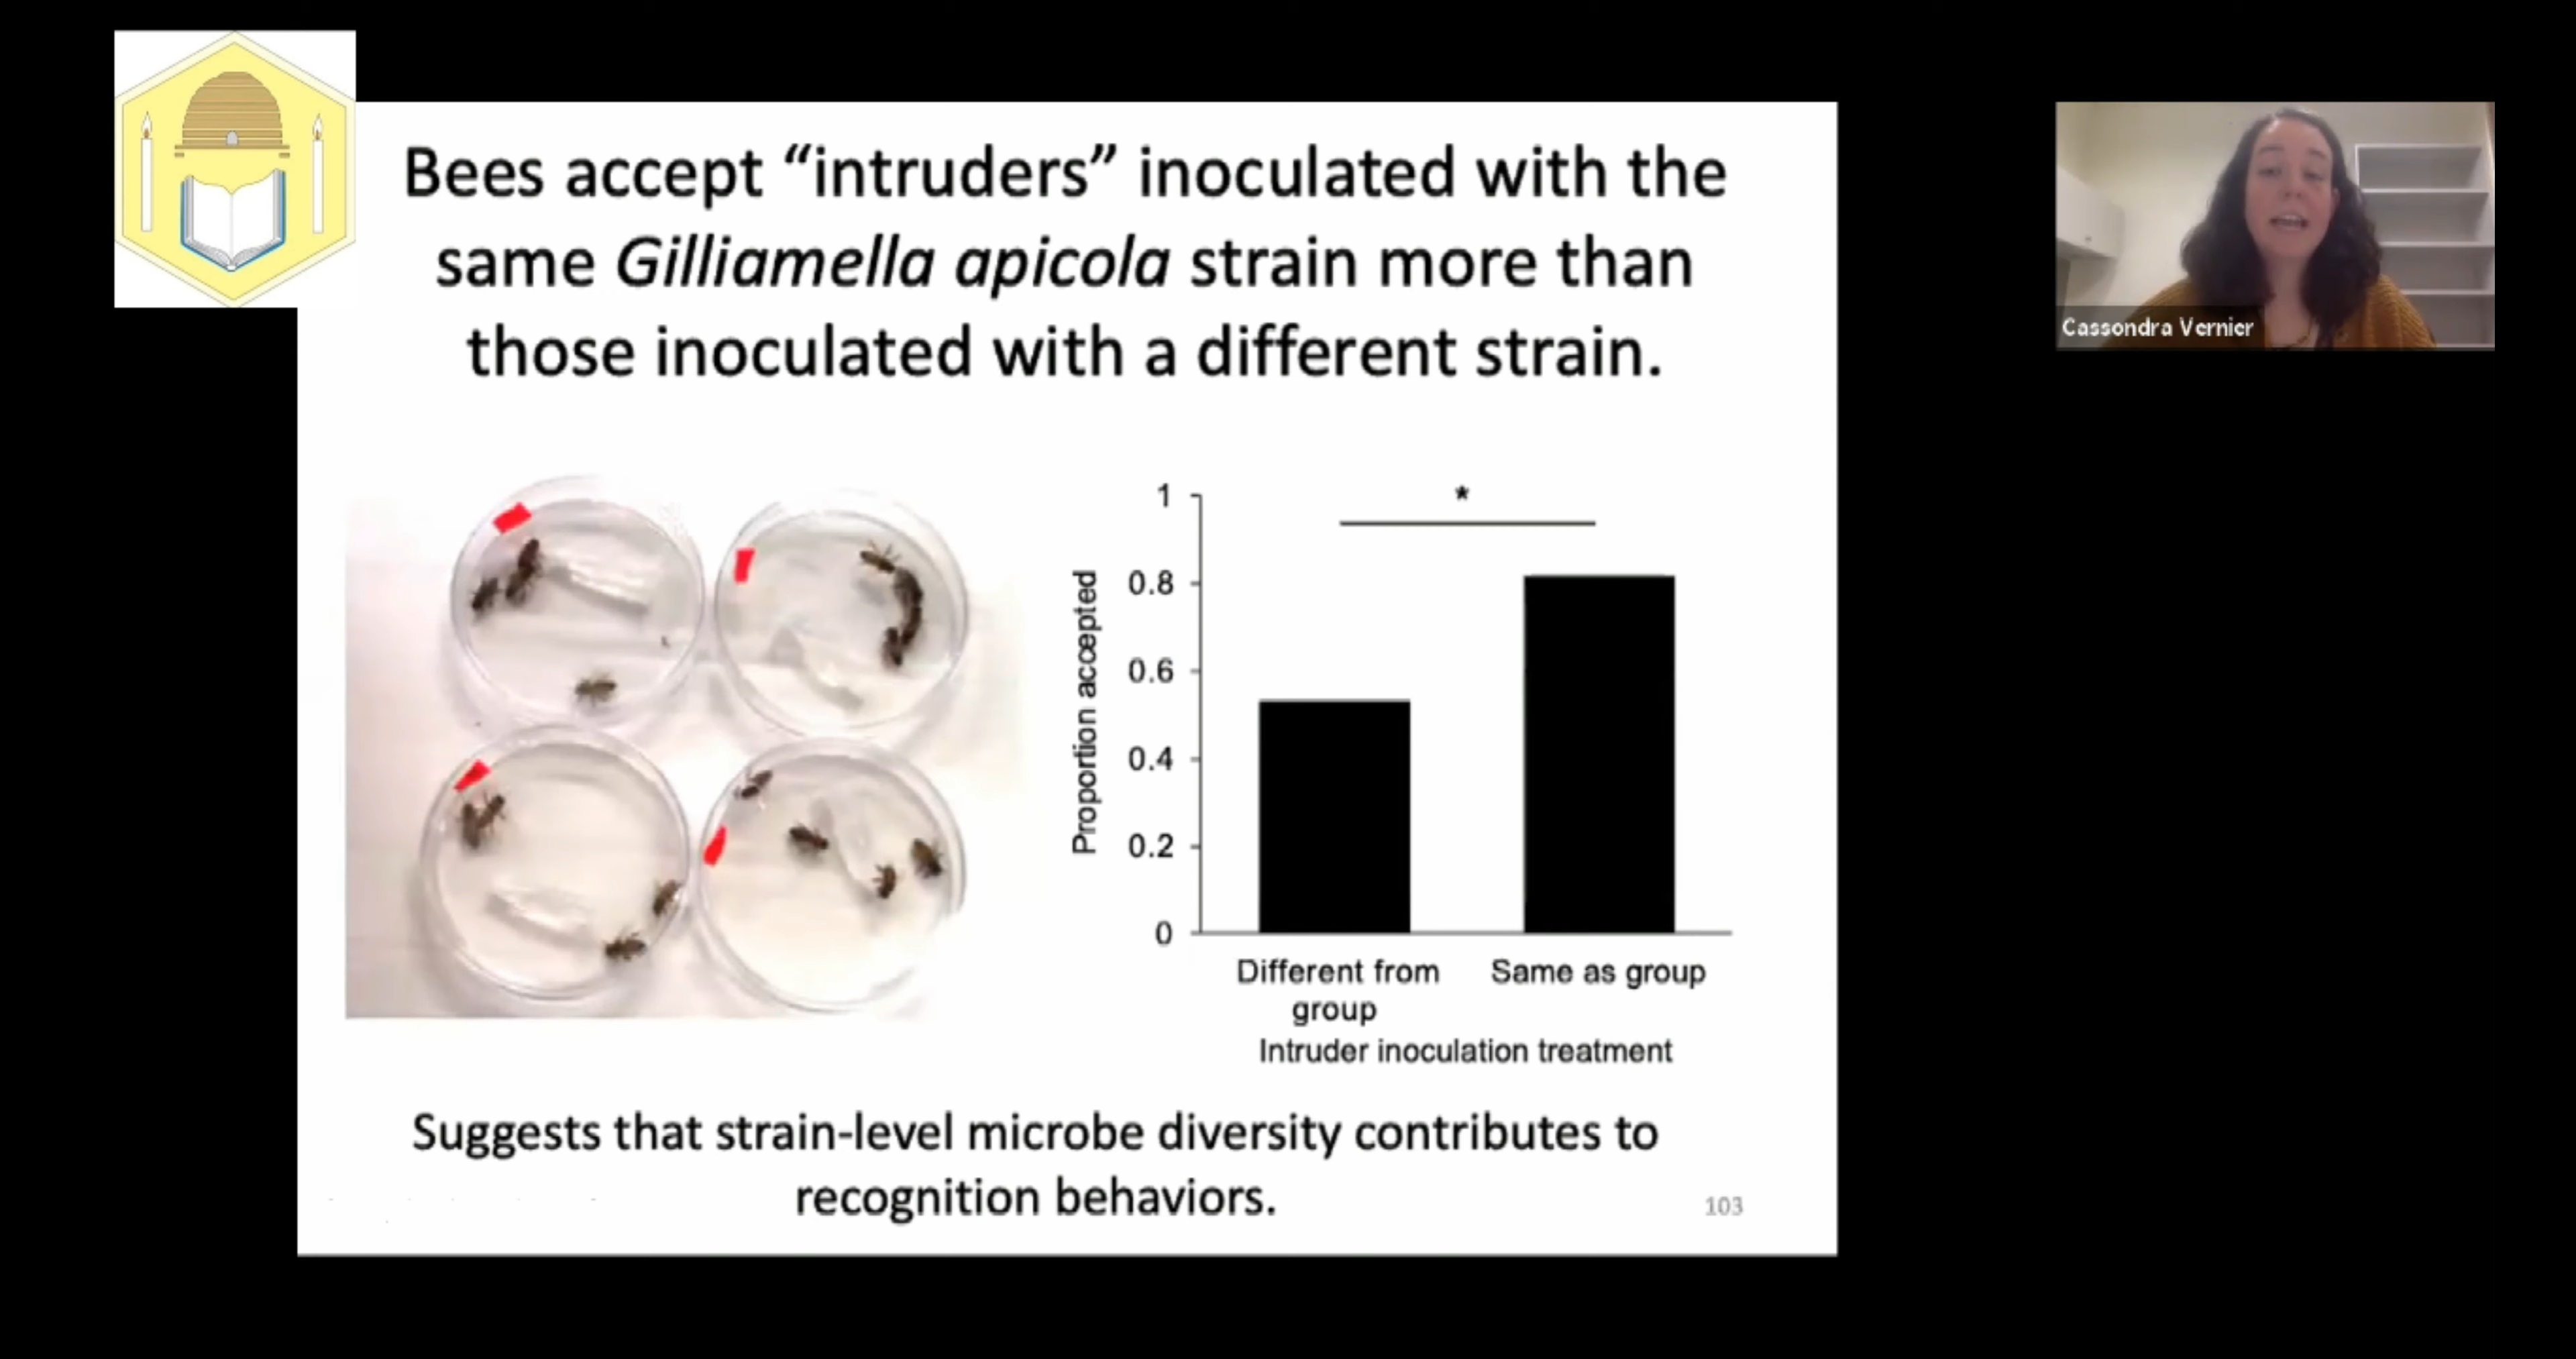 Bees accept “intruders” inoculated with the
same Gilliamella apicola strain more than
those inoculated with a different strain.
Cassondra Vernier
*
1
0.8
0.6
0.4
0.2
0
Proportion accepted
Different from
group
Same as group
Intruder inoculation treatment
Suggests that strain-level microbe diversity contributes to
recognition behaviors.
103